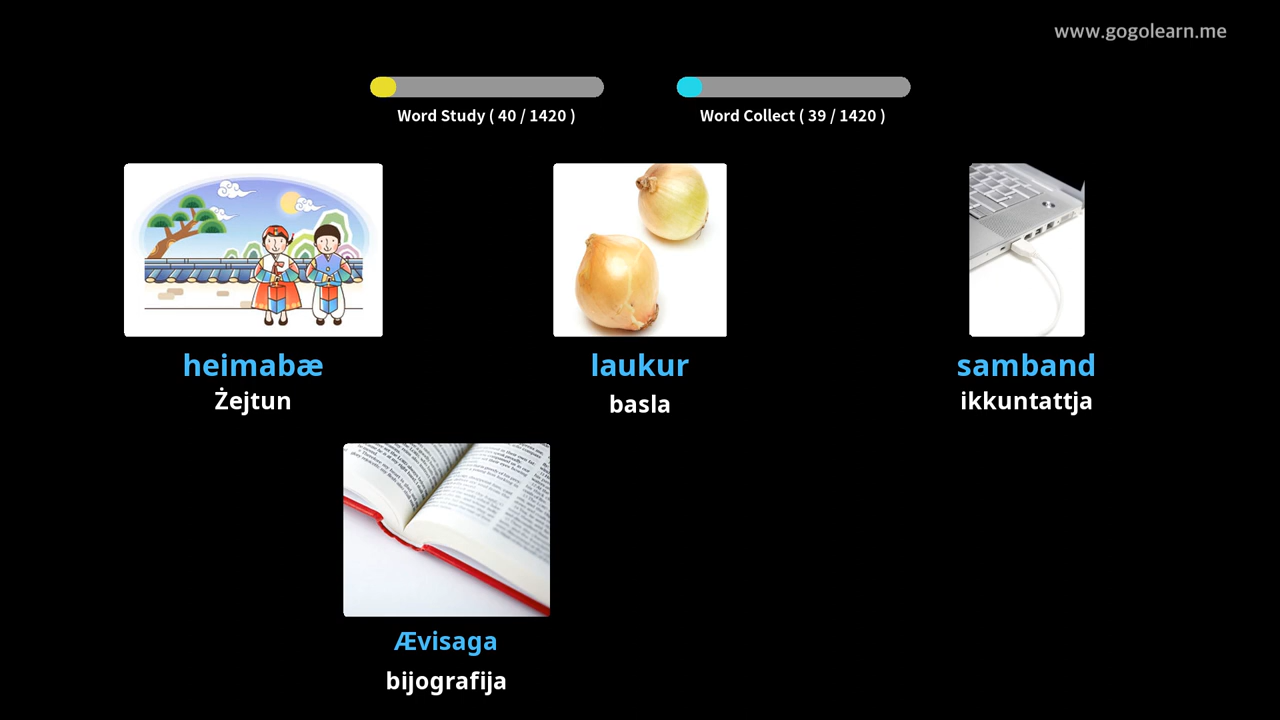 www.gogolearn.me
Word Study ( 40 / 1420 )
Word Collect ( 39 / 1420 )
heimabæ
Żejtun
laukur
basla
samband
ikkuntattja
Ævisaga
bijografija